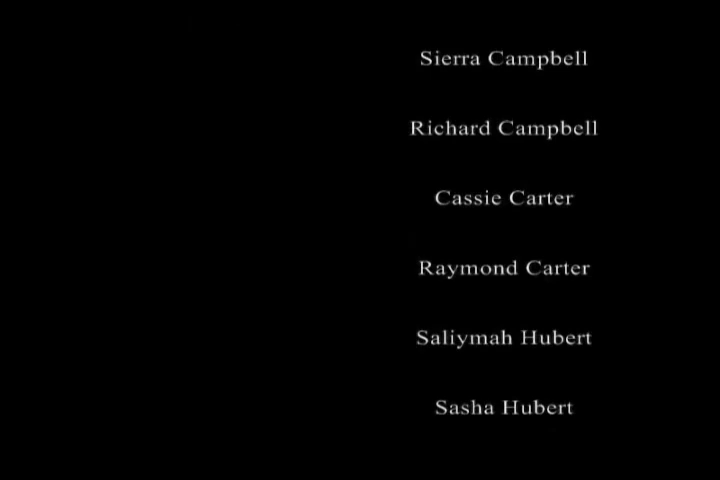 Sierra Campbell
Richard Campbell
Cassie Carter
Raymond Carter
Saliymah Hubert
Sasha Hubert